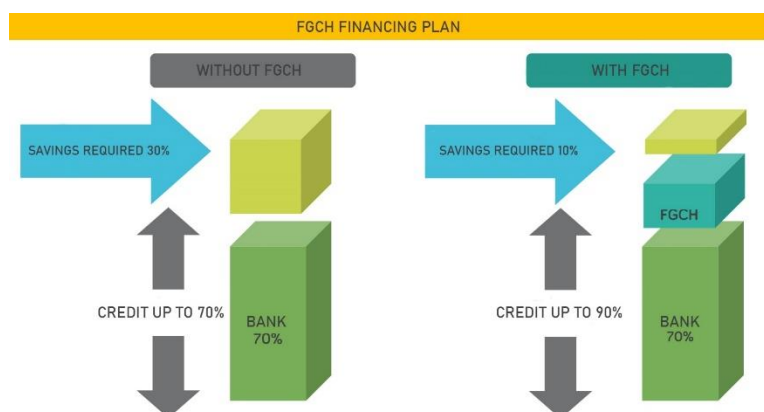 FGCH FINANCING PLAN
WITHOUT FGCH
SAVINGS REQUIRED 30%
CREDIT UP TO 70%
BANK
70%
WITH FGCH
SAVINGS REQUIRED 10%
FGCH
CREDIT UP TO 90%
BANK
70%